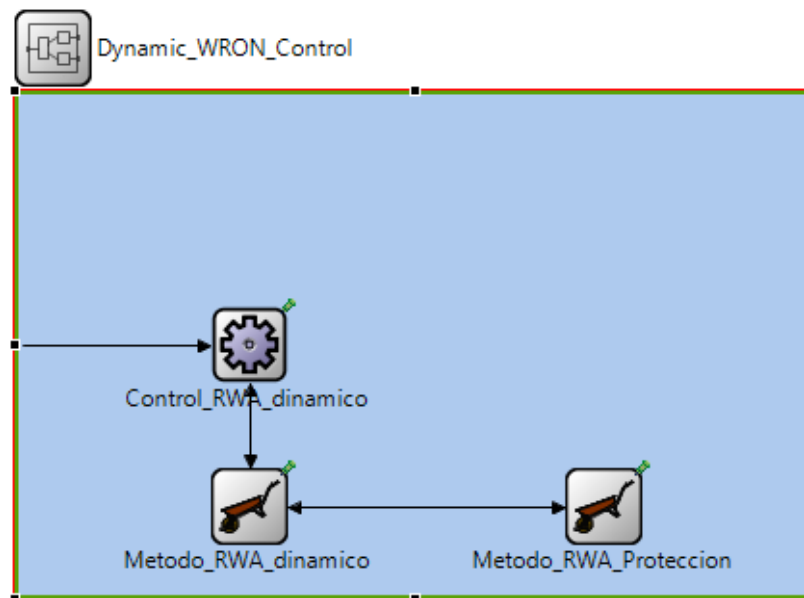 Dynamic_WRON_Control
Control_RWA_dinamico
Metodo_RWA_dinamico
Metodo_RWA_Proteccion